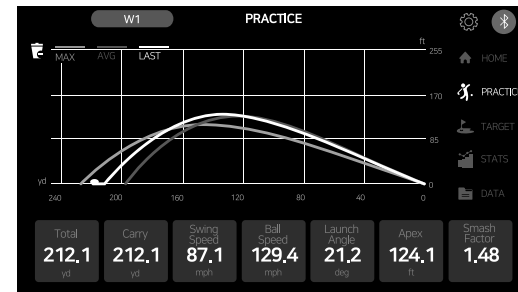 W1
PRACTICE
ft
MAX AVG LAST
255
170
85
0
yd
240 200 160 120 80 40 0
HOME
PRACTIC
TARGET
STATS
DATA
Total
212.1
yd
Carry
212.1
yd
Swing
Speed
87.1
mph
Ball
Speed
129.4
mph
Launch
Angle
21.2
deg
Apex
124.1
ft
Smash
Factor
1.48